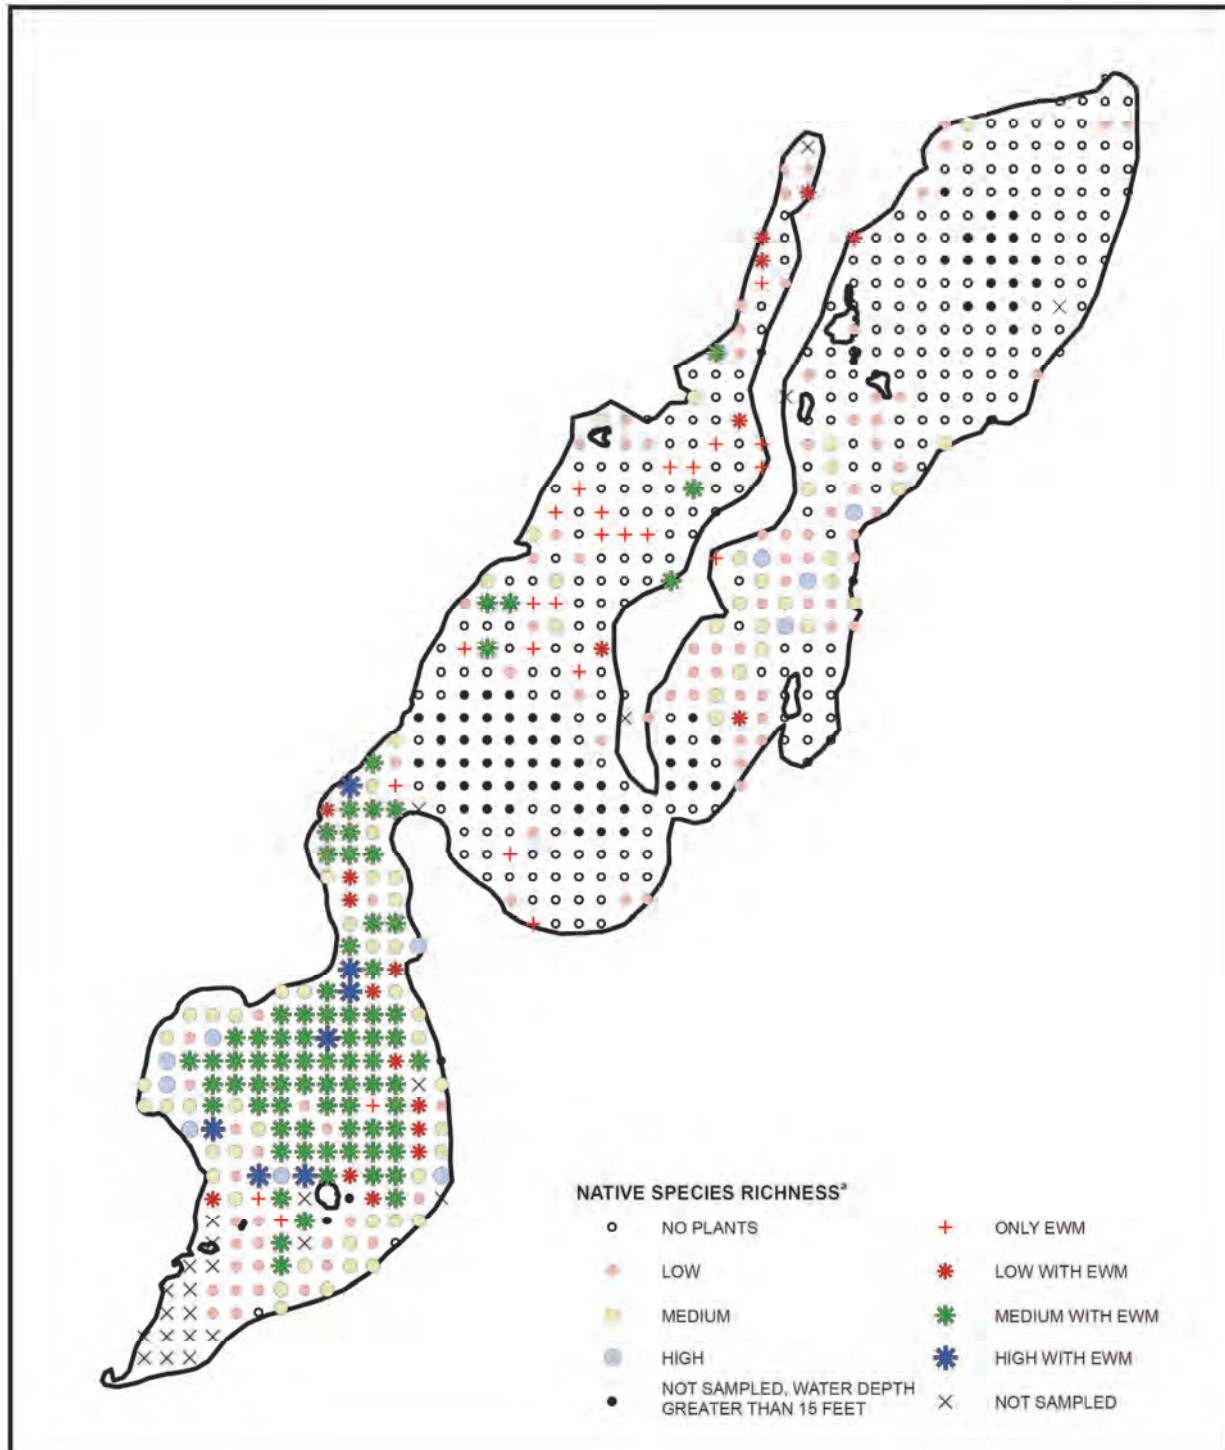 NATIVE SPECIES RICHNESSᵃ
NO PLANTS
ONLY EWM
LOW
LOW WITH EWM
MEDIUM
MEDIUM WITH EWM
HIGH
HIGH WITH EWM
NOT SAMPLED, WATER DEPTH
GREATER THAN 15 FEET
NOT SAMPLED